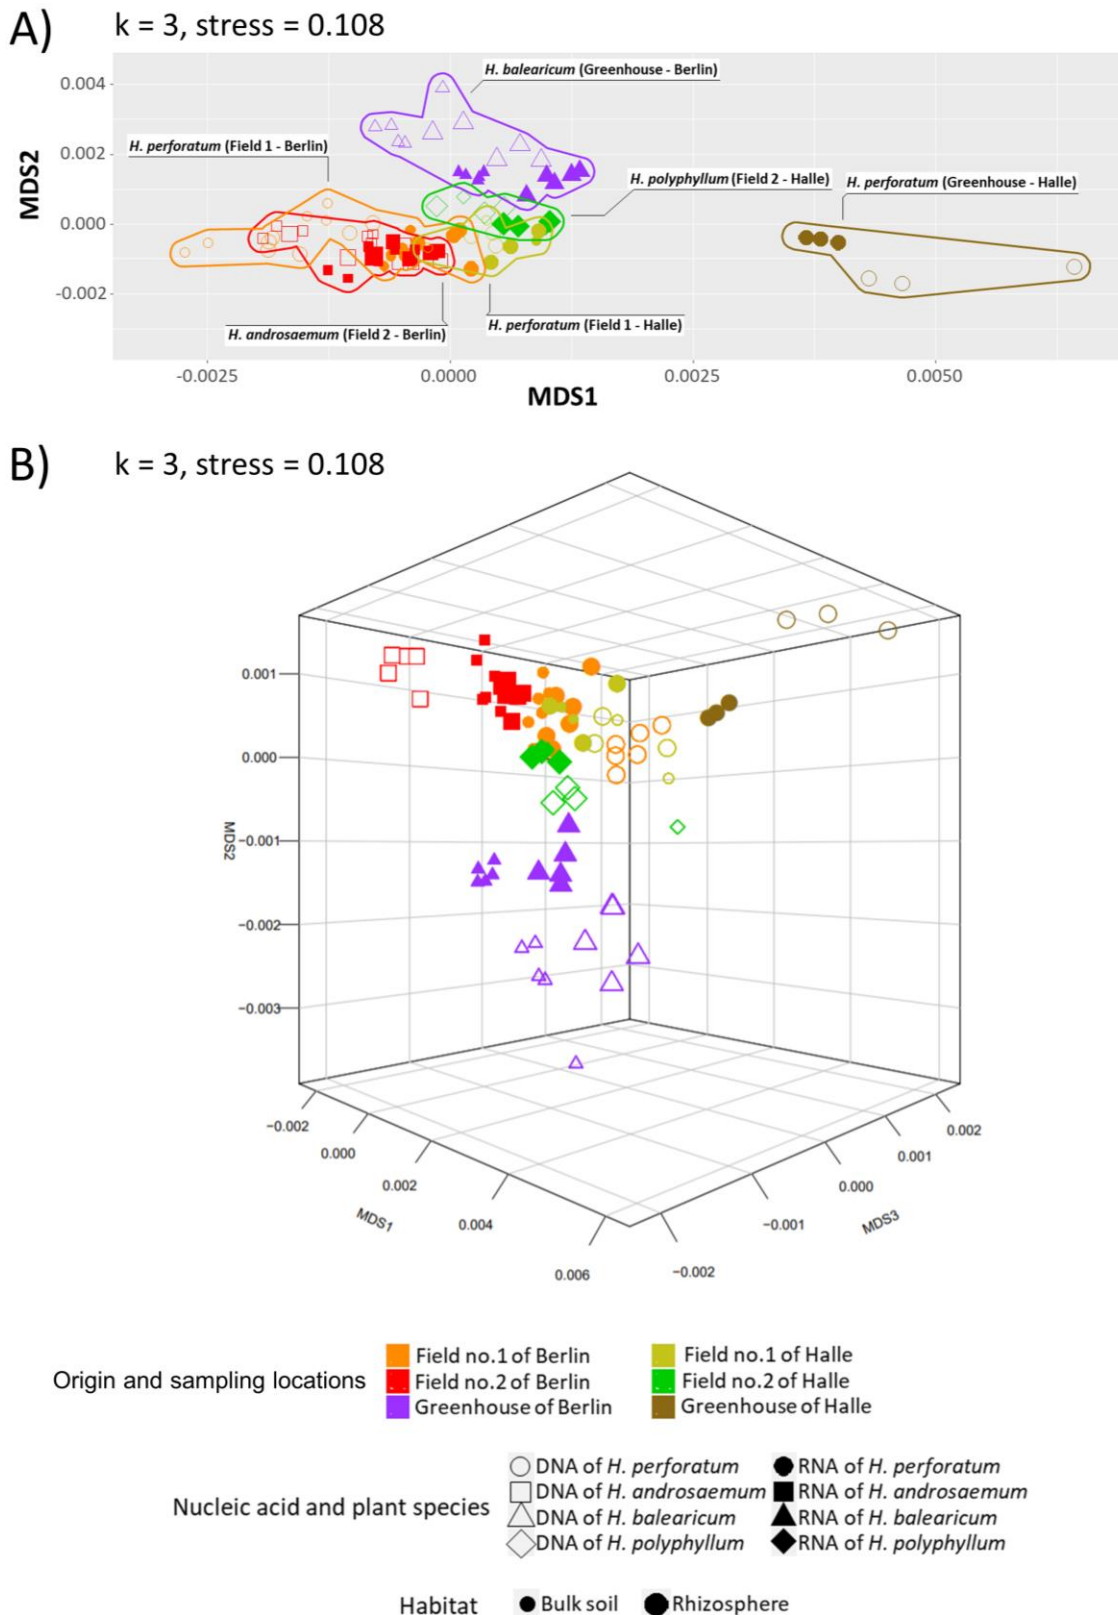 A)
k = 3, stress = 0.108
H. balearicum (Greenhouse - Berlin)
H. perforatum (Field 1 - Berlin)
H. polyphyllum (Field 2 - Halle)
H. perforatum (Greenhouse - Halle)
H. androsaemum (Field 2 - Berlin)
H. perforatum (Field 1 - Halle)
MDS2
0.004
0.002
0.000
-0.002
-0.0025
0.0000
0.0025
0.0050
MDS1
B)
k = 3, stress = 0.108
0.001
0.000
−0.001
−0.002
−0.003
MDS2
−0.002
0.000
0.002
0.004
0.006
MDS1
−0.002
−0.001
0.000
0.001
0.002
MDS3
Origin and sampling locations
Field no.1 of Berlin
Field no.2 of Berlin
Greenhouse of Berlin
Field no.1 of Halle
Field no.2 of Halle
Greenhouse of Halle
Nucleic acid and plant species
DNA of H. perforatum
DNA of H. androsaemum
DNA of H. balearicum
DNA of H. polyphyllum
RNA of H. perforatum
RNA of H. androsaemum
RNA of H. balearicum
RNA of H. polyphyllum
Habitat
Bulk soil
Rhizosphere